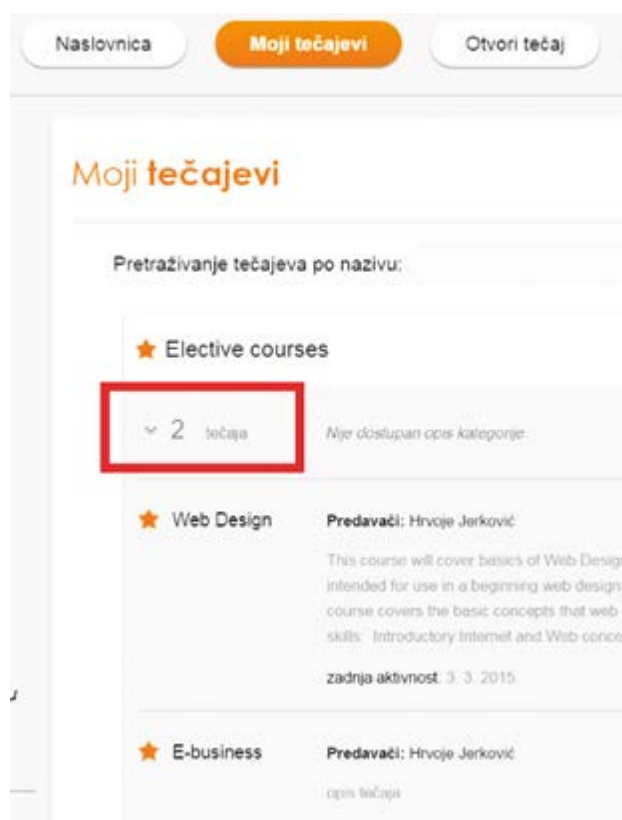 Naslovnica Moji tečajevi Otvori tečaj
Moji tečajevi
Pretraživanje tečajeva po nazivu:
Elective courses
2 tečaja Nije dostupan opis kategorije
Web Design Predavači: Hrvoje Jerković
This course will cover basics of Web Desig
intended for use in a beginning web design
course covers the basic concepts that web
skills: Introductory Internet and Web conce
zadnja aktivnost: 3. 3. 2015.
E-business Predavači: Hrvoje Jerković
opis tečaja